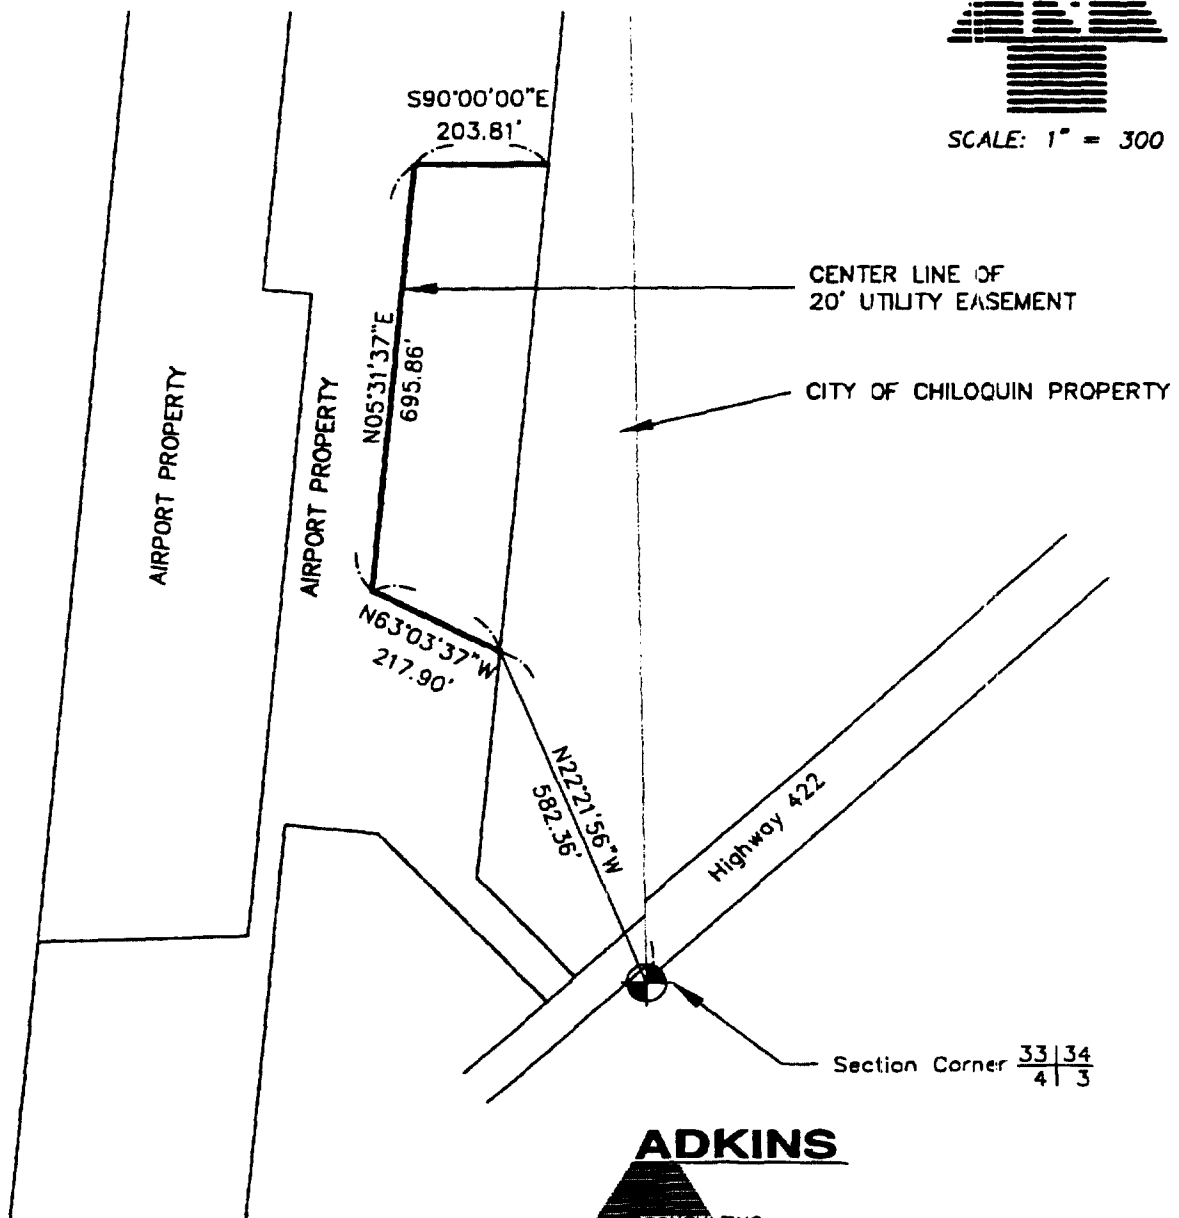 SCALE: 1" = 300
S90°00'00"E
203.81'
CENTER LINE OF
20' UTILITY EASEMENT
N05°31'37"E
695.86'
CITY OF CHILOQUIN PROPERTY
AIRPORT PROPERTY
AIRPORT PROPERTY
N63°03'37"W
217.90'
N22°21'56"W
582.36'
Highway 422
Section Corner 33|34
4|3
ADKINS